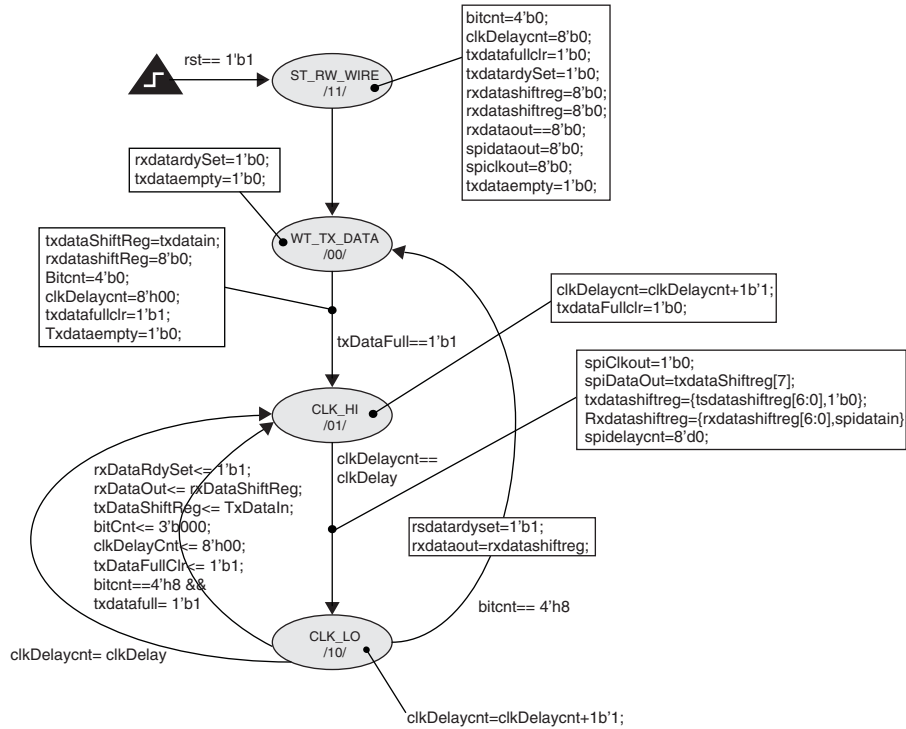 rst== 1'b1
ST_RW_WIRE
/11/
bitcnt=4'b0;
clkDelaycnt=8'b0;
txdatafullclr=1'b0;
txdatardySet=1'b0;
rxdatashiftreg=8'b0;
rxdatashiftreg=8'b0;
rxdataout==8'b0;
spidataout=8'b0;
spiclkout=8'b0;
txdataempty=1'b0;
rxdatardySet=1'b0;
txdataempty=1'b0;
WT_TX_DATA
/00/
txdataShiftReg=txdatain;
rxdatashiftReg=8'b0;
Bitcnt=4'b0;
clkDelaycnt=8'h00;
txdatafullclr=1'b1;
Txdataempty=1'b0;
txDataFull==1'b1
clkDelaycnt=clkDelaycnt+1b'1;
txdataFullclr=1'b0;
CLK_HI
/01/
spiClkout=1'b0;
spiDataOut=txdataShiftreg[7];
txdatashiftreg={tsdatashiftreg[6:0],1'b0};
Rxdatashiftreg={rxdatashiftreg[6:0],spidatain}
spidelaycnt=8'd0;
clkDelaycnt==
clkDelay
rxDataRdySet<= 1'b1;
rxDataOut<= rxDataShiftReg;
txDataShiftReg<= TxDataIn;
bitCnt<= 3'b000;
clkDelayCnt<= 8'h00;
txDataFullClr<= 1'b1;
bitcnt==4'h8 &&
txdatafull= 1'b1
rsdatardyset=1'b1;
rxdataout=rxdatashiftreg;
bitcnt== 4'h8
CLK_LO
/10/
clkDelaycnt= clkDelay
clkDelaycnt=clkDelaycnt+1b'1;